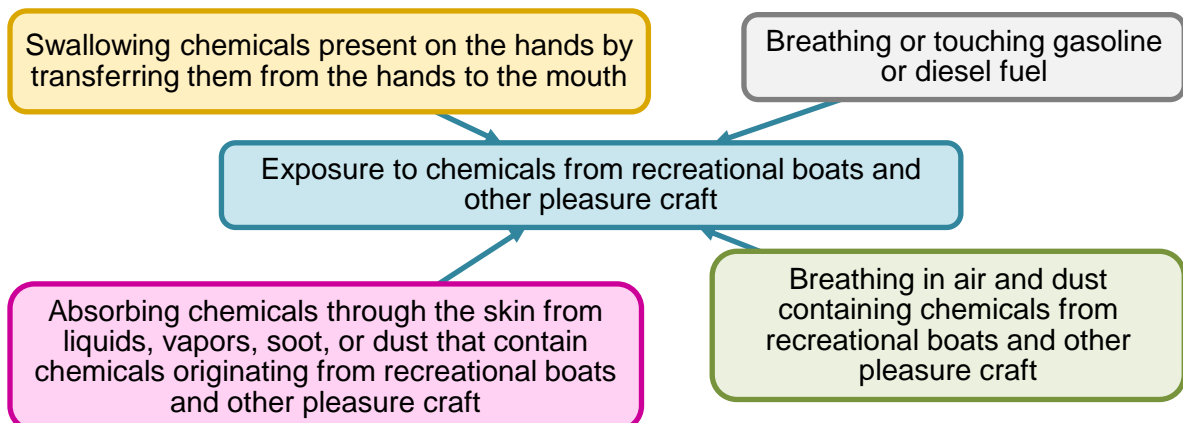 Swallowing chemicals present on the hands by
transferring them from the hands to the mouth
Breathing or touching gasoline
or diesel fuel
Exposure to chemicals from recreational boats and
other pleasure craft
Absorbing chemicals through the skin from
liquids, vapors, soot, or dust that contain
chemicals originating from recreational boats
and other pleasure craft
Breathing in air and dust
containing chemicals from
recreational boats and other
pleasure craft